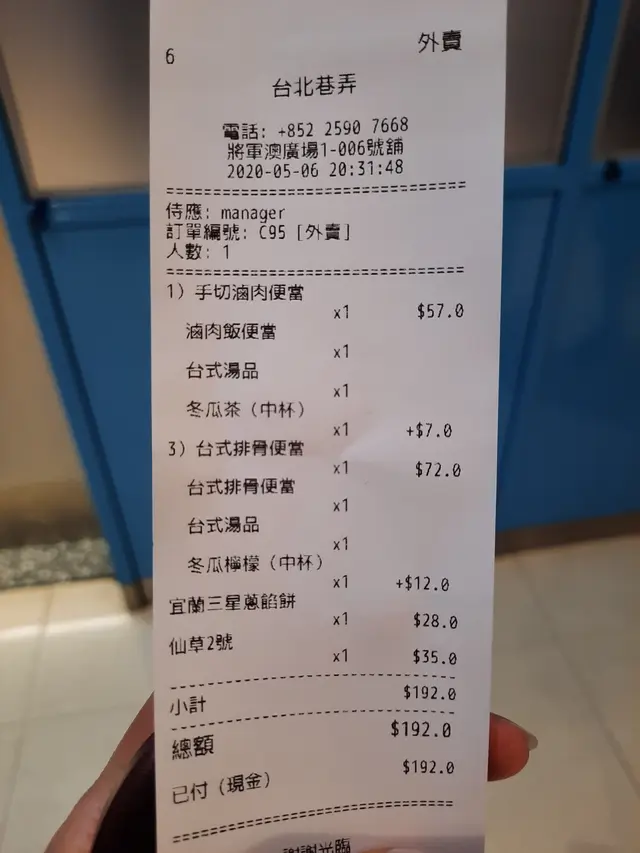 6 外賣
台北巷弄
電話: +852 2590 7668
將軍澳廣場1-006號舖
2020-05-06 20:31:48
侍應: manager
訂單編號: C95 [外賣]
人數: 1
1) 手切滷肉便當
x1 $57.0
滷肉飯便當
x1
台式湯品
x1
冬瓜茶 (中杯)
x1 +$7.0
3) 台式排骨便當
x1 $72.0
台式排骨便當
x1
台式湯品
x1
冬瓜檸檬 (中杯)
x1 +$12.0
宜蘭三星蔥餡餅
x1 $28.0
仙草2號
x1 $35.0
小計 $192.0
總額 $192.0
已付 (現金) $192.0
謝謝光臨